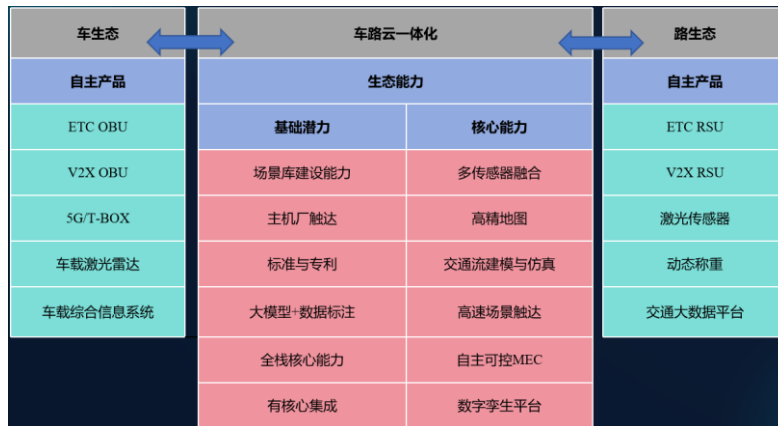 车生态
车路云一体化
路生态
自主产品
生态能力
自主产品
ETC OBU
基础潜力
核心能力
ETC RSU
V2X OBU
场景库建设能力
多传感器融合
V2X RSU
5G/T-BOX
主机厂触达
高精地图
激光传感器
车载激光雷达
标准与专利
交通流建模与仿真
动态称重
车载综合信息系统
大模型+数据标注
高速场景触达
交通大数据平台
全栈核心能力
自主可控MEC
有核心集成
数字孪生平台